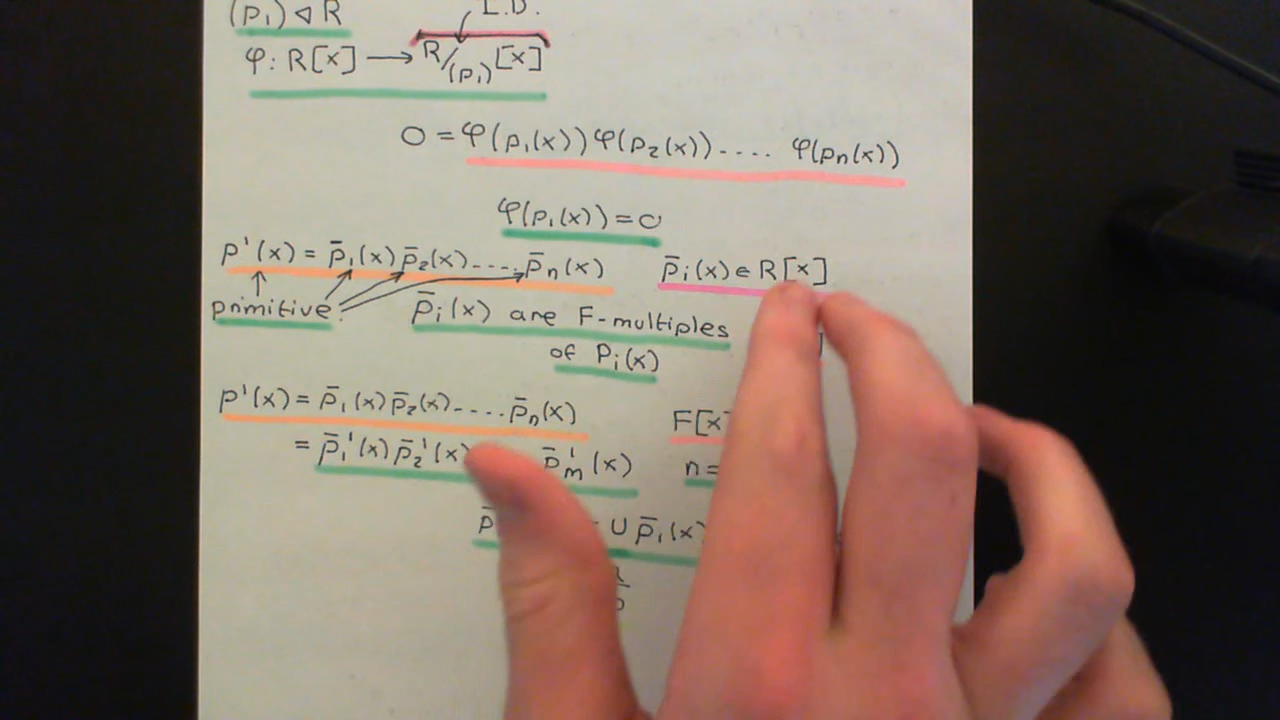 (p₁) ◁ R I.D.
φ: R[x] ⟶ R/(p₁)[x]
0 = φ(p₁(x)) φ(p₂(x)) .... φ(pₙ(x))
φ(p₁(x)) = 0
p'(x) = p̄₁(x) p̄₂(x) .... p̄ₙ(x) p̄ᵢ(x) ∈ R[x]
primitive. p̄ᵢ(x) are F-multiples
of Pᵢ(x)
p'(x) = p̄₁(x) p̄₂(x) .... p̄ₙ(x) F[x]
= p̄₁'(x) p̄₂'(x) p̄ₘ'(x) n=
p̄ U p̄₁(x)